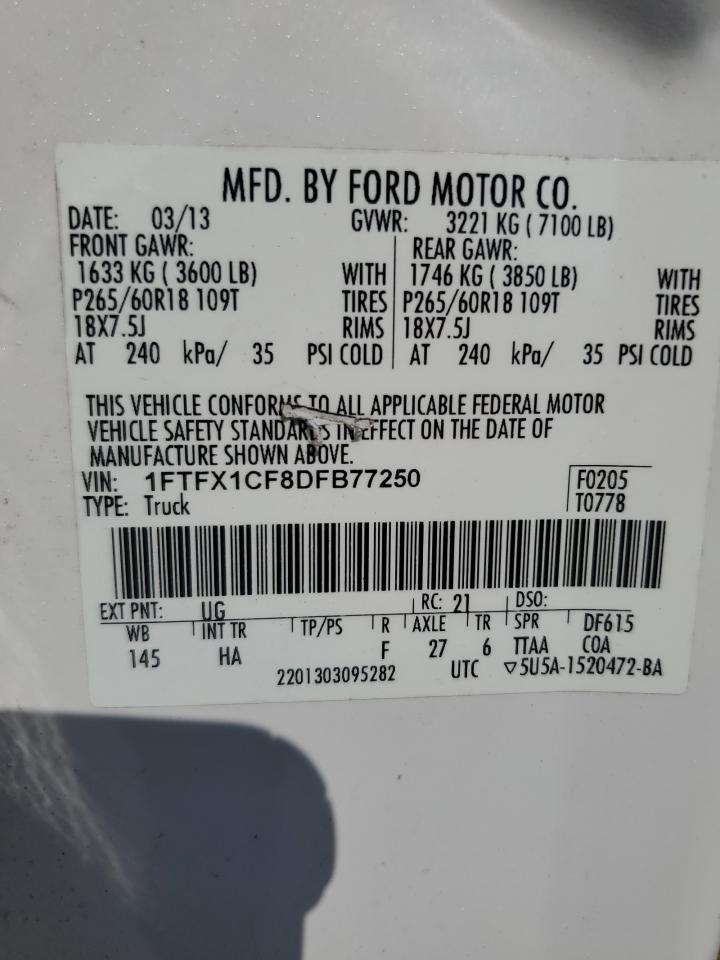 MFD. BY FORD MOTOR CO.
DATE: 03/13 GVWR: 3221 KG ( 7100 LB)
FRONT GAWR: REAR GAWR:
1633 KG ( 3600 LB) WITH 1746 KG ( 3850 LB) WITH
P265/60R18 109T TIRES P265/60R18 109T TIRES
18X7.5J RIMS 18X7.5J RIMS
AT 240 kPa/ 35 PSI COLD AT 240 kPa/ 35 PSI COLD
THIS VEHICLE CONFORMS TO ALL APPLICABLE FEDERAL MOTOR
VEHICLE SAFETY STANDARDS IN EFFECT ON THE DATE OF
MANUFACTURE SHOWN ABOVE.
VIN: 1FTFX1CF8DFB77250 F0205
TYPE: Truck T0778
EXT PNT: UG RC: 21 DSO:
WB INT TR TP/PS R AXLE TR SPR DF615
145 HA F 27 6 TTAA COA
2201303095282 UTC ▽5U5A-1520472-BA